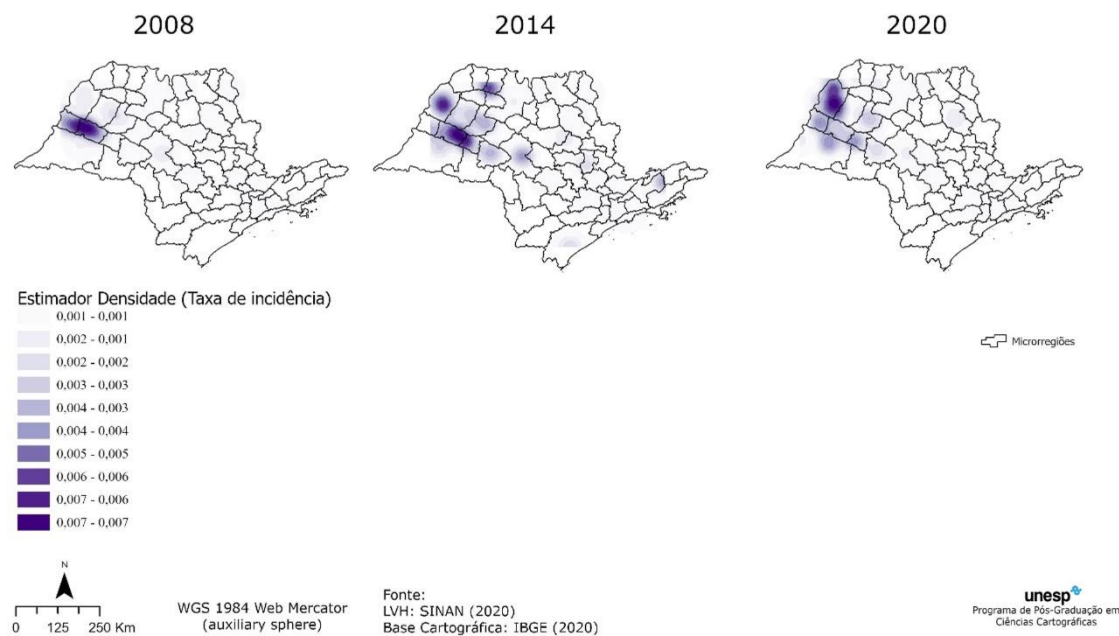 2008
2014
2020
Estimador Densidade (Taxa de incidência)
0,001 - 0,001
0,002 - 0,001
0,002 - 0,002
0,003 - 0,003
0,004 - 0,003
0,004 - 0,004
0,005 - 0,005
0,006 - 0,006
0,007 - 0,006
0,007 - 0,007
Microrregiões
N
0 125 250 Km
WGS 1984 Web Mercator
(auxiliary sphere)
Fonte:
LVH: SINAN (2020)
Base Cartográfica: IBGE (2020)
unesp
Programa de Pós-Graduação em
Ciências Cartográficas